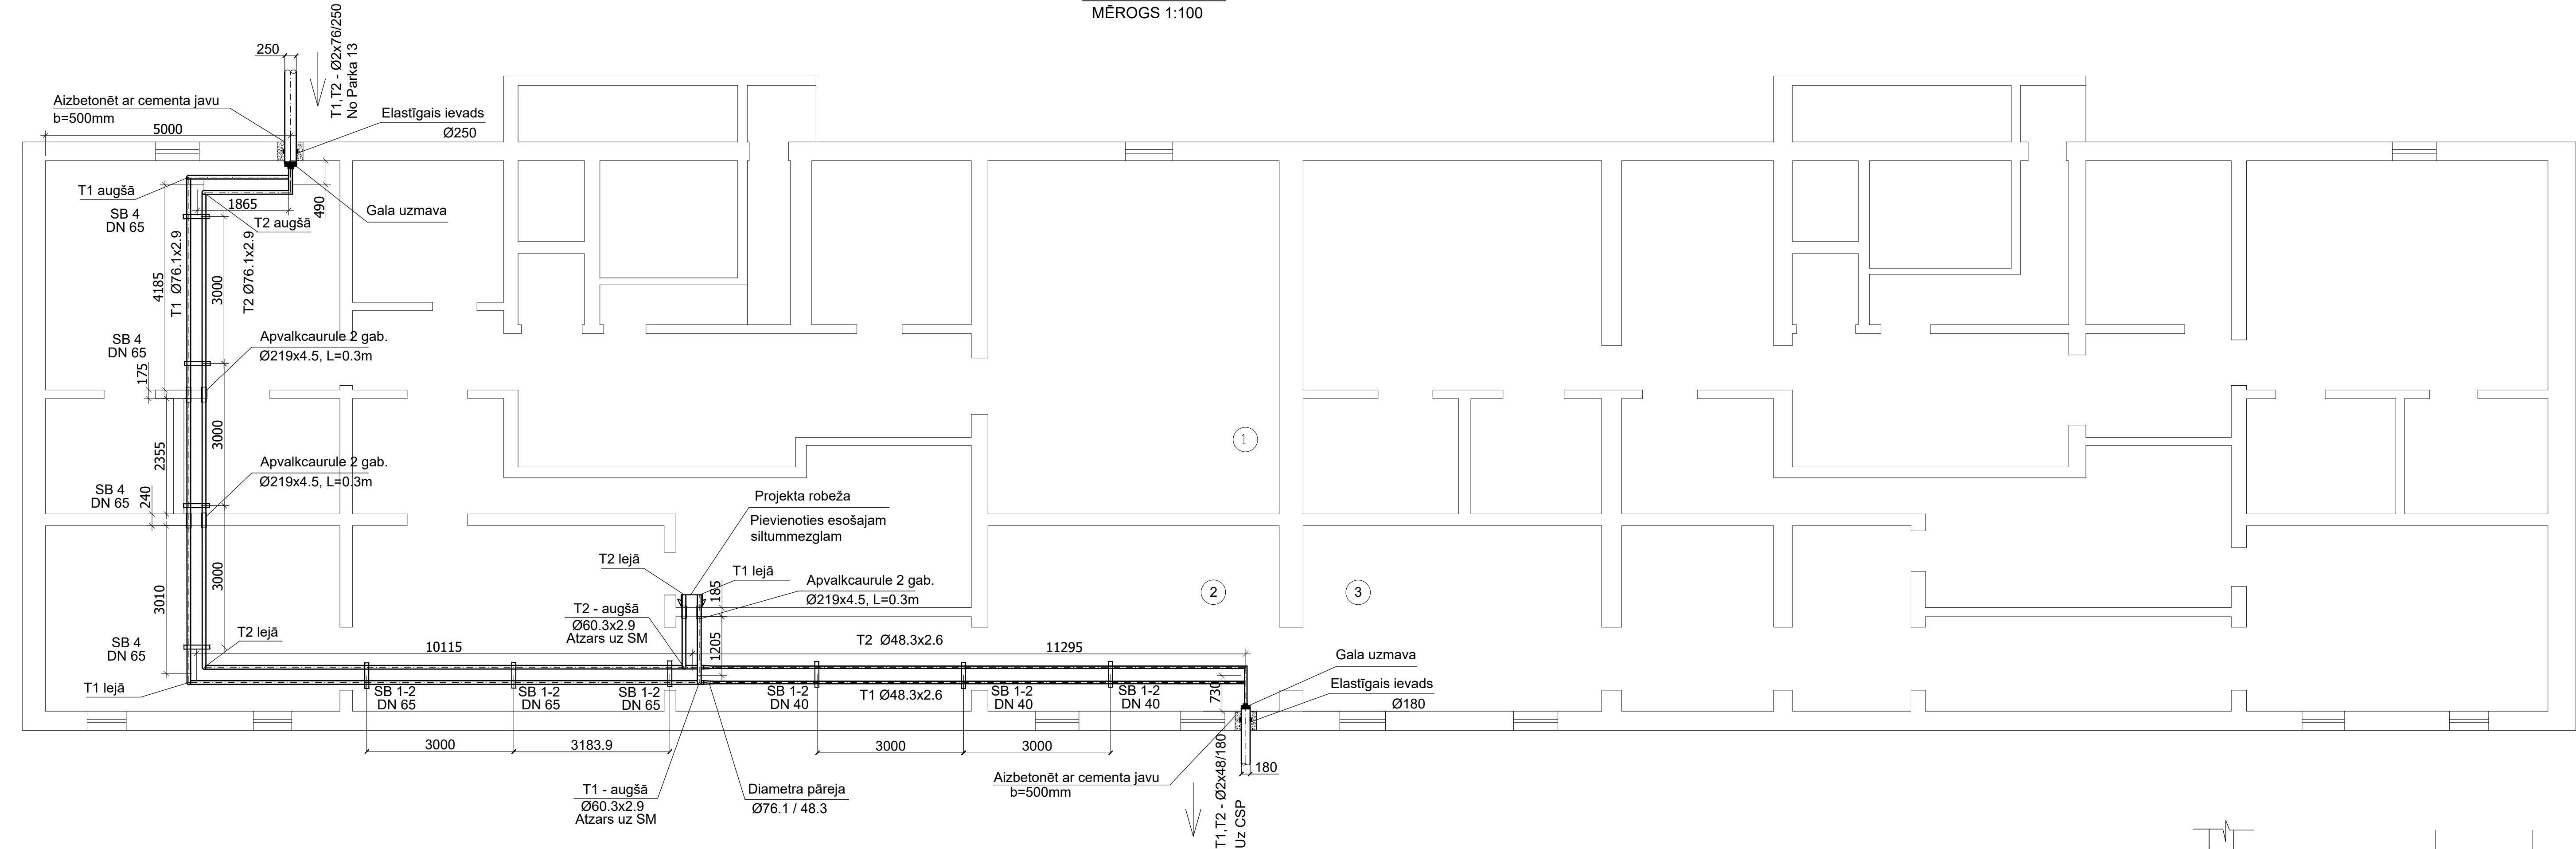 MĒROGS 1:100
250
T1,T2 - Ø2x76/250
No Parka 13
Aizbetonēt ar cementa javu
b=500mm
5000
Elastīgais ievads
Ø250
T1 augšā
1865
490
Gala uzmava
T2 augšā
SB 4
DN 65
T1 Ø76.1x2.9
T2 Ø76.1x2.9
4185
3000
Apvalkcaurule 2 gab.
Ø219x4.5, L=0.3m
SB 4
DN 65
175
3000
2355
1
Apvalkcaurule 2 gab.
Ø219x4.5, L=0.3m
SB 4
DN 65
240
Projekta robeža
Pievienoties esošajam
siltummezglam
3000
3010
T2 lejā
T1 lejā
185
Apvalkcaurule 2 gab.
Ø219x4.5, L=0.3m
2
3
T2 - augšā
Ø60.3x2.9
Atzars uz SM
T2 lejā
SB 4
DN 65
10115
1205
T2 Ø48.3x2.6
11295
Gala uzmava
T1 lejā
SB 1-2
DN 65
SB 1-2
DN 65
SB 1-2
DN 65
SB 1-2
DN 40
T1 Ø48.3x2.6
SB 1-2
DN 40
SB 1-2
DN 40
730
Elastīgais ievads
Ø180
3000
3183.9
3000
3000
T1,T2 - Ø2x48/180
Uz CSP
180
Aizbetonēt ar cementa javu
b=500mm
T1 - augšā
Ø60.3x2.9
Atzars uz SM
Diametra pāreja
Ø76.1 / 48.3